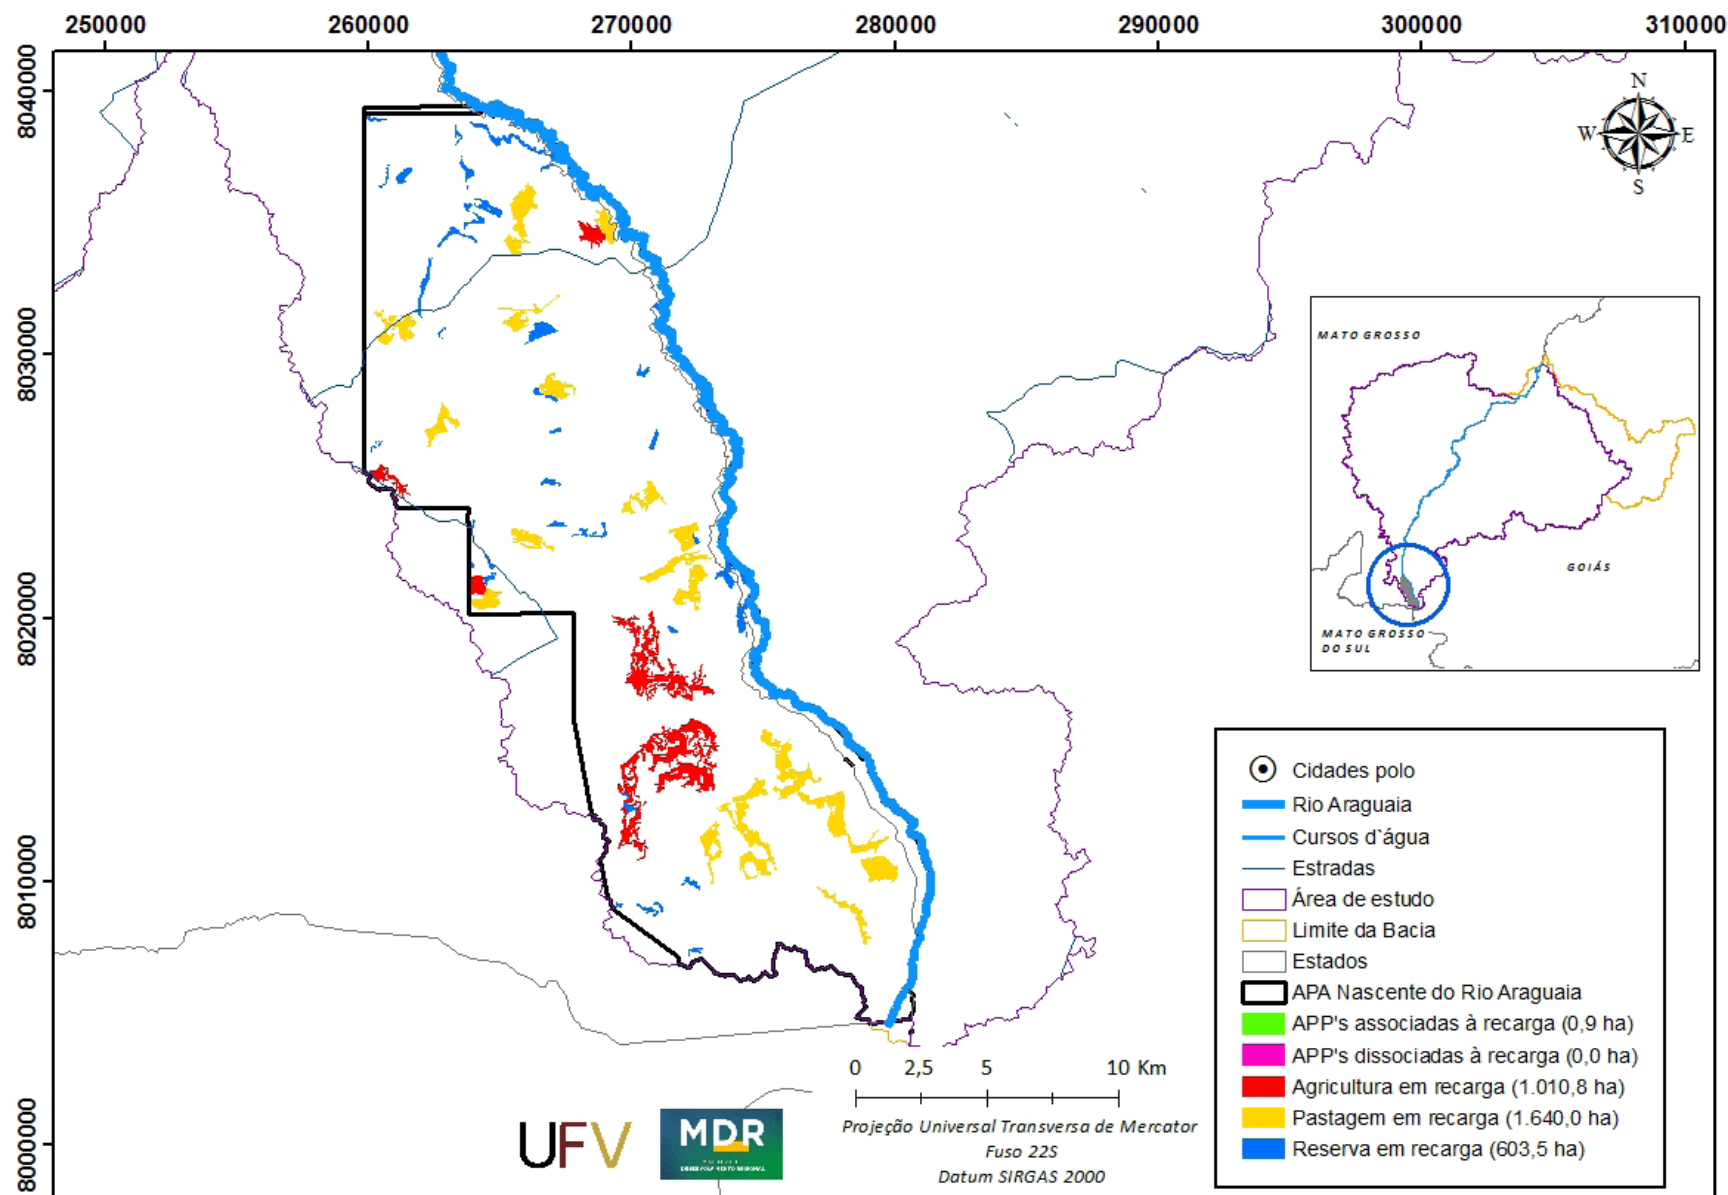 250000 260000 270000 280000 290000 300000 310000
8040000
8030000
8020000
8010000
8000000
N
W E
S
MATO GROSSO
GOIÁS
MATO GROSSO
DO SUL
Cidades polo
Rio Araguaia
Cursos d`água
Estradas
Área de estudo
Limite da Bacia
Estados
APA Nascente do Rio Araguaia
APP's associadas à recarga (0,9 ha)
APP's dissociadas à recarga (0,0 ha)
Agricultura em recarga (1.010,8 ha)
Pastagem em recarga (1.640,0 ha)
Reserva em recarga (603,5 ha)
0 2,5 5 10 Km
Projeção Universal Transversa de Mercator
Fuso 22S
Datum SIRGAS 2000
UFV
MDR
DESENVOLVIMENTO REGIONAL